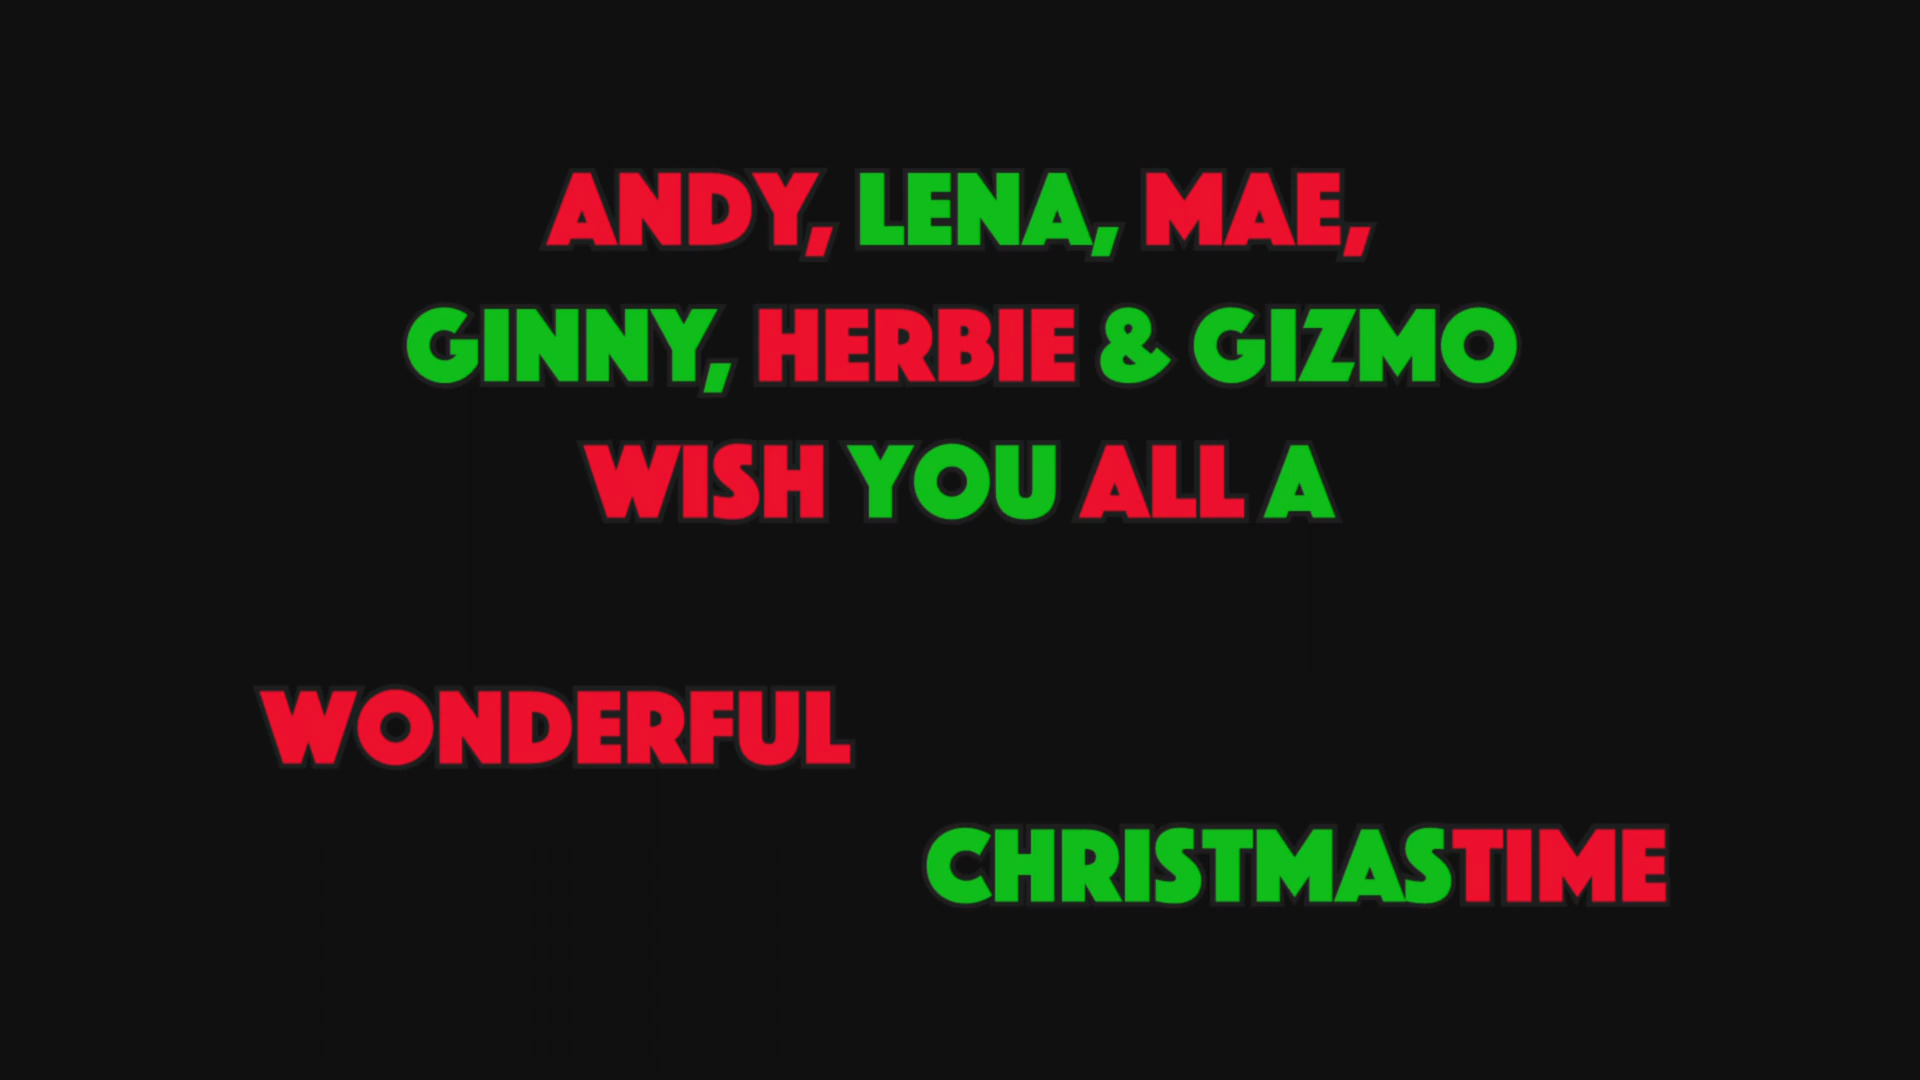 ANDY, LENA, MAE,
GINNY, HERBIE & GIZMO
WISH YOU ALL A
WONDERFUL
CHRISTMASTIME